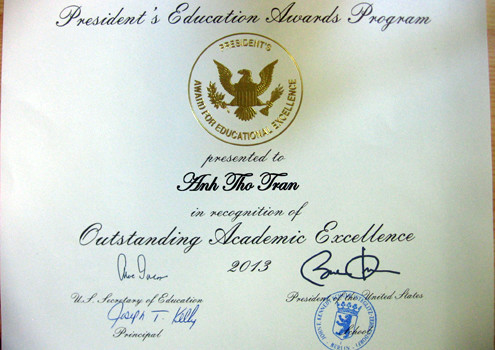 President's Education Awards Program
PRESIDENT'S
AWARD FOR EDUCATIONAL EXCELLENCE
presented to
Anh Tho Tran
in recognition of
Outstanding Academic Excellence
2013
U.S. Secretary of Education
President of the United States
Joseph T. Kelly
Principal
School
BERLIN